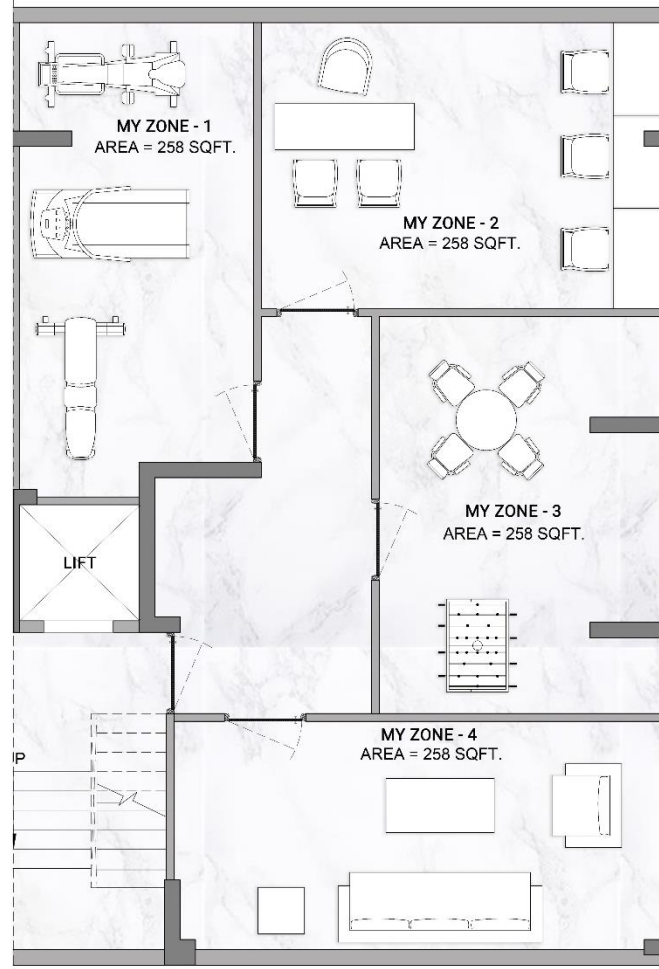 MY ZONE - 1
AREA = 258 SQFT.
MY ZONE - 2
AREA = 258 SQFT.
MY ZONE - 3
AREA = 258 SQFT.
LIFT
MY ZONE - 4
AREA = 258 SQFT.